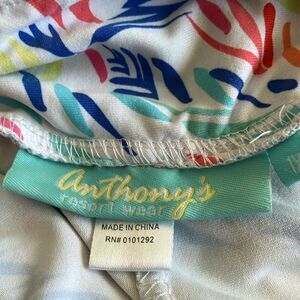 anthony's
resort wear
MADE IN CHINA
RN# 0101292